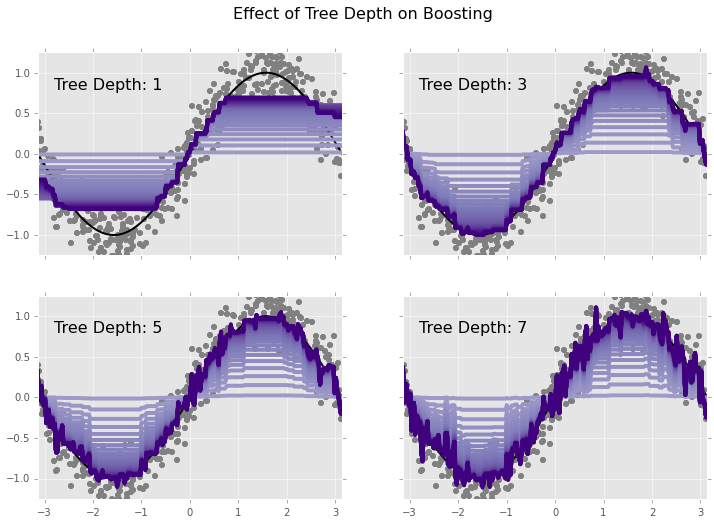 Effect of Tree Depth on Boosting
Tree Depth: 1
1.0
0.5
0.0
−0.5
−1.0
Tree Depth: 3
Tree Depth: 5
1.0
0.5
0.0
−0.5
−1.0
−3 −2 −1 0 1 2 3
Tree Depth: 7
−3 −2 −1 0 1 2 3